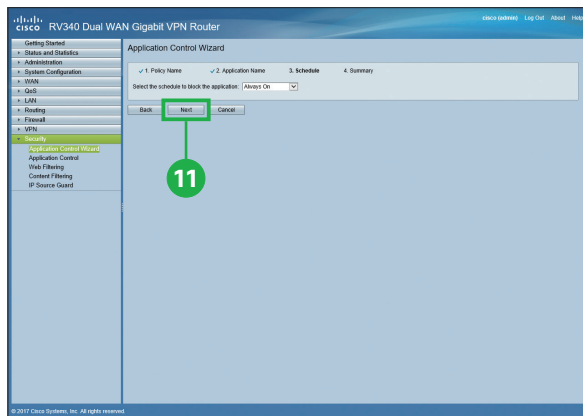 cisco RV340 Dual WAN Gigabit VPN Router
cisco (admin) Log Out About Help
Getting Started
Status and Statistics
Administration
System Configuration
WAN
QoS
LAN
Routing
Firewall
VPN
Security
Application Control Wizard
Application Control
Web Filtering
Content Filtering
IP Source Guard
Application Control Wizard
1. Policy Name 2. Application Name 3. Schedule 4. Summary
Select the schedule to block the application: Always On
Back Next Cancel
11
© 2017 Cisco Systems, Inc. All rights reserved.